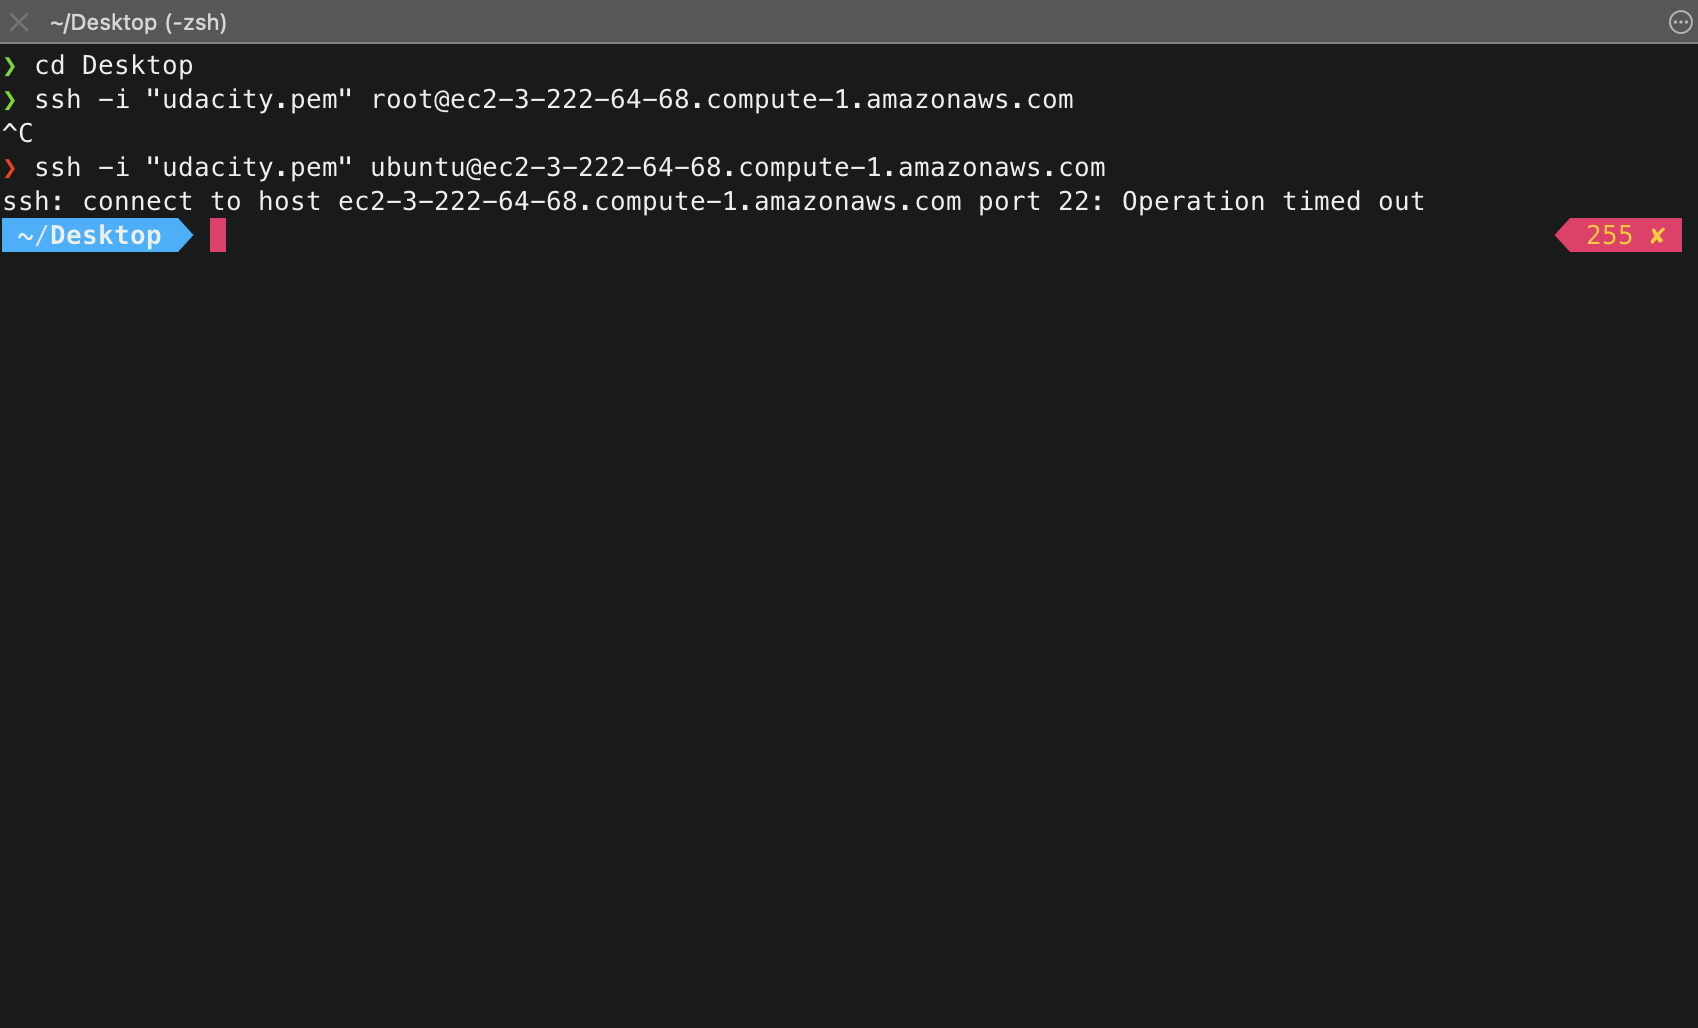 ~/Desktop (-zsh)
❯ cd Desktop
❯ ssh -i "udacity.pem" root@ec2-3-222-64-68.compute-1.amazonaws.com
^C
❯ ssh -i "udacity.pem" ubuntu@ec2-3-222-64-68.compute-1.amazonaws.com
ssh: connect to host ec2-3-222-64-68.compute-1.amazonaws.com port 22: Operation timed out
~/Desktop 255 ✘